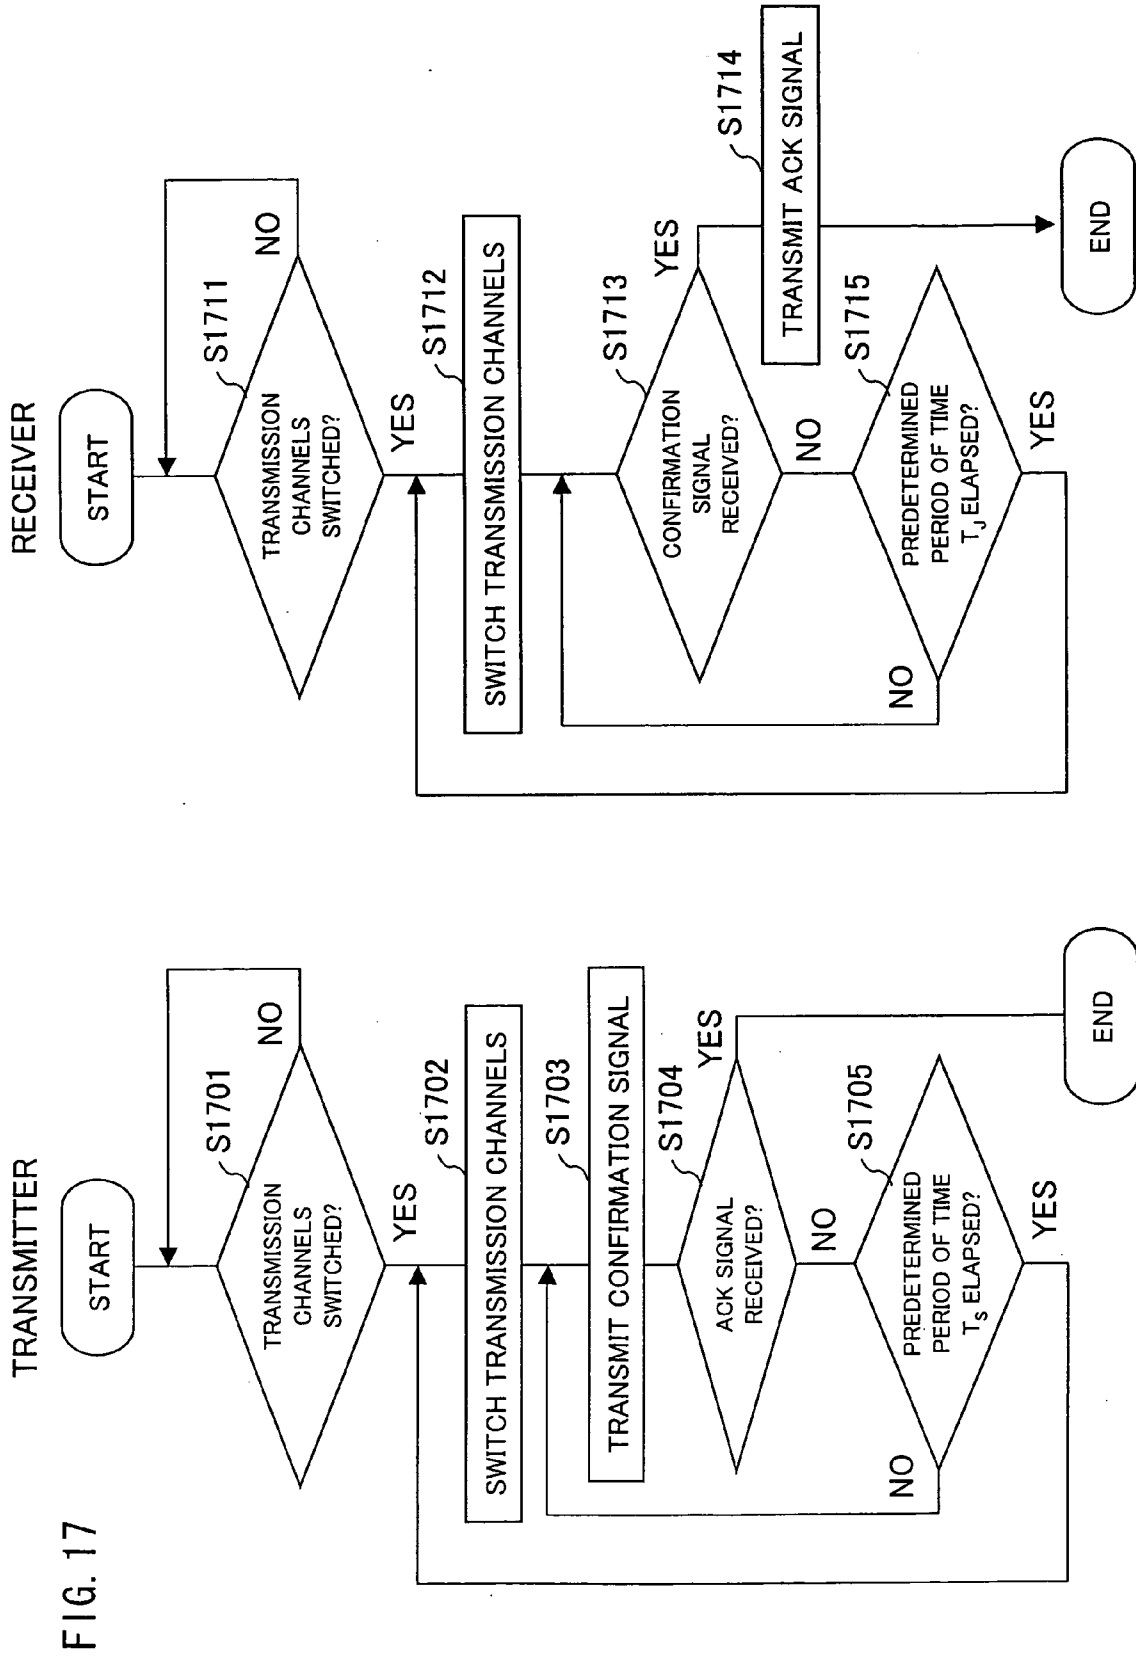 FIG. 17
TRANSMITTER
START
TRANSMISSION
CHANNELS
SWITCHED?
S1701
NO
YES
SWITCH TRANSMISSION CHANNELS
S1702
TRANSMIT CONFIRMATION SIGNAL
S1703
ACK SIGNAL
RECEIVED?
S1704
YES
NO
PREDETERMINED
PERIOD OF TIME
TS ELAPSED?
S1705
NO
YES
END
RECEIVER
START
TRANSMISSION
CHANNELS
SWITCHED?
S1711
NO
YES
SWITCH TRANSMISSION CHANNELS
S1712
CONFIRMATION
SIGNAL
RECEIVED?
S1713
YES
NO
TRANSMIT ACK SIGNAL
S1714
PREDETERMINED
PERIOD OF TIME
TJ ELAPSED?
S1715
NO
YES
END